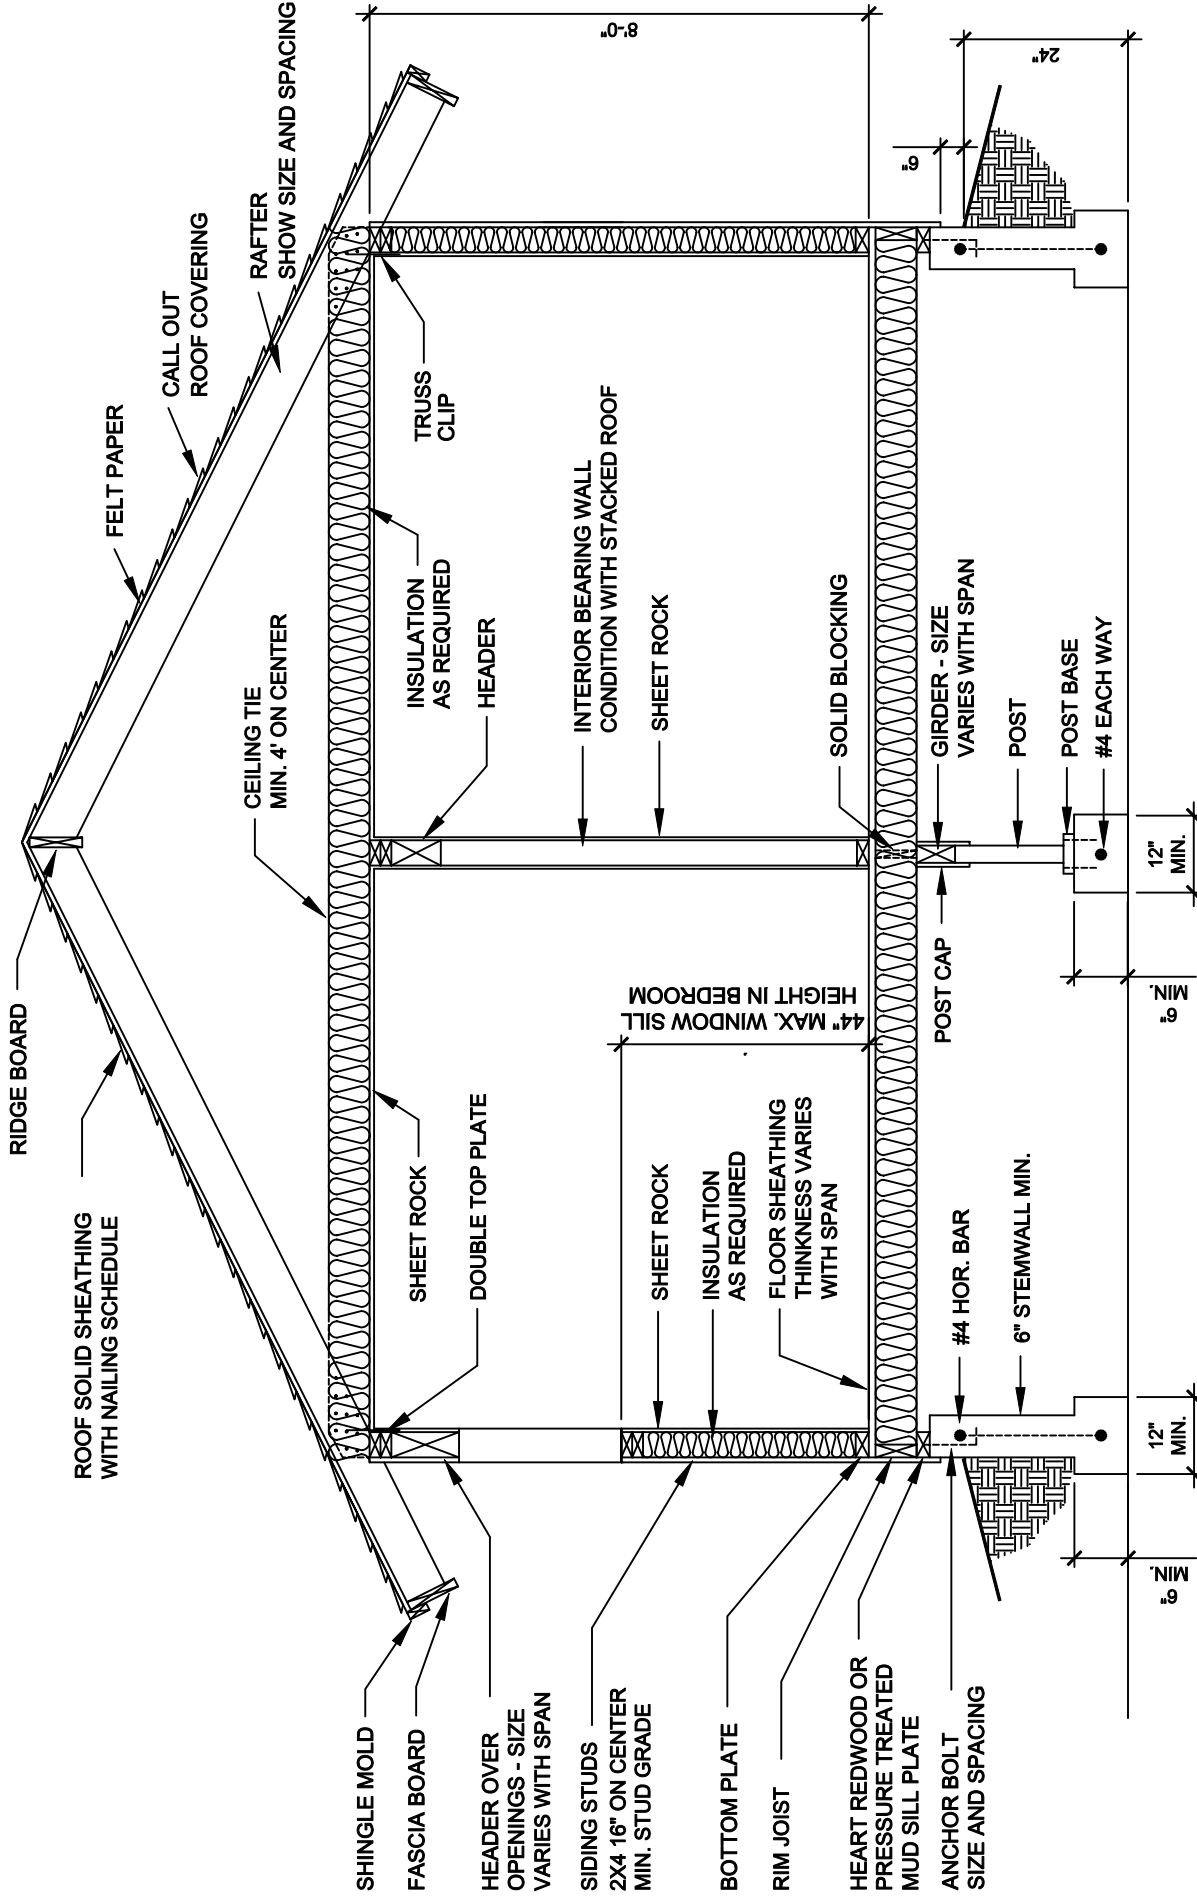 RIDGE BOARD
ROOF SOLID SHEATHING
WITH NAILING SCHEDULE
FELT PAPER
CALL OUT
ROOF COVERING
RAFTER
SHOW SIZE AND SPACING
CEILING TIE
MIN. 4' ON CENTER
SHINGLE MOLD
FASCIA BOARD
HEADER OVER
OPENINGS - SIZE
VARIES WITH SPAN
SIDING STUDS
2X4 16" ON CENTER
MIN. STUD GRADE
BOTTOM PLATE
RIM JOIST
HEART REDWOOD OR
PRESSURE TREATED
MUD SILL PLATE
ANCHOR BOLT
SIZE AND SPACING
SHEET ROCK
DOUBLE TOP PLATE
SHEET ROCK
INSULATION
AS REQUIRED
FLOOR SHEATHING
THINKNESS VARIES
WITH SPAN
#4 HOR. BAR
6" STEMWALL MIN.
44" MAX. WINDOW SILL
HEIGHT IN BEDROOM
INSULATION
AS REQUIRED
HEADER
INTERIOR BEARING WALL
CONDITION WITH STACKED ROOF
SHEET ROCK
SOLID BLOCKING
TRUSS
CLIP
POST CAP
GIRDER - SIZE
VARIES WITH SPAN
POST
POST BASE
#4 EACH WAY
8'-0"
6"
24"
6"
MIN.
12"
MIN.
6"
MIN.
12"
MIN.